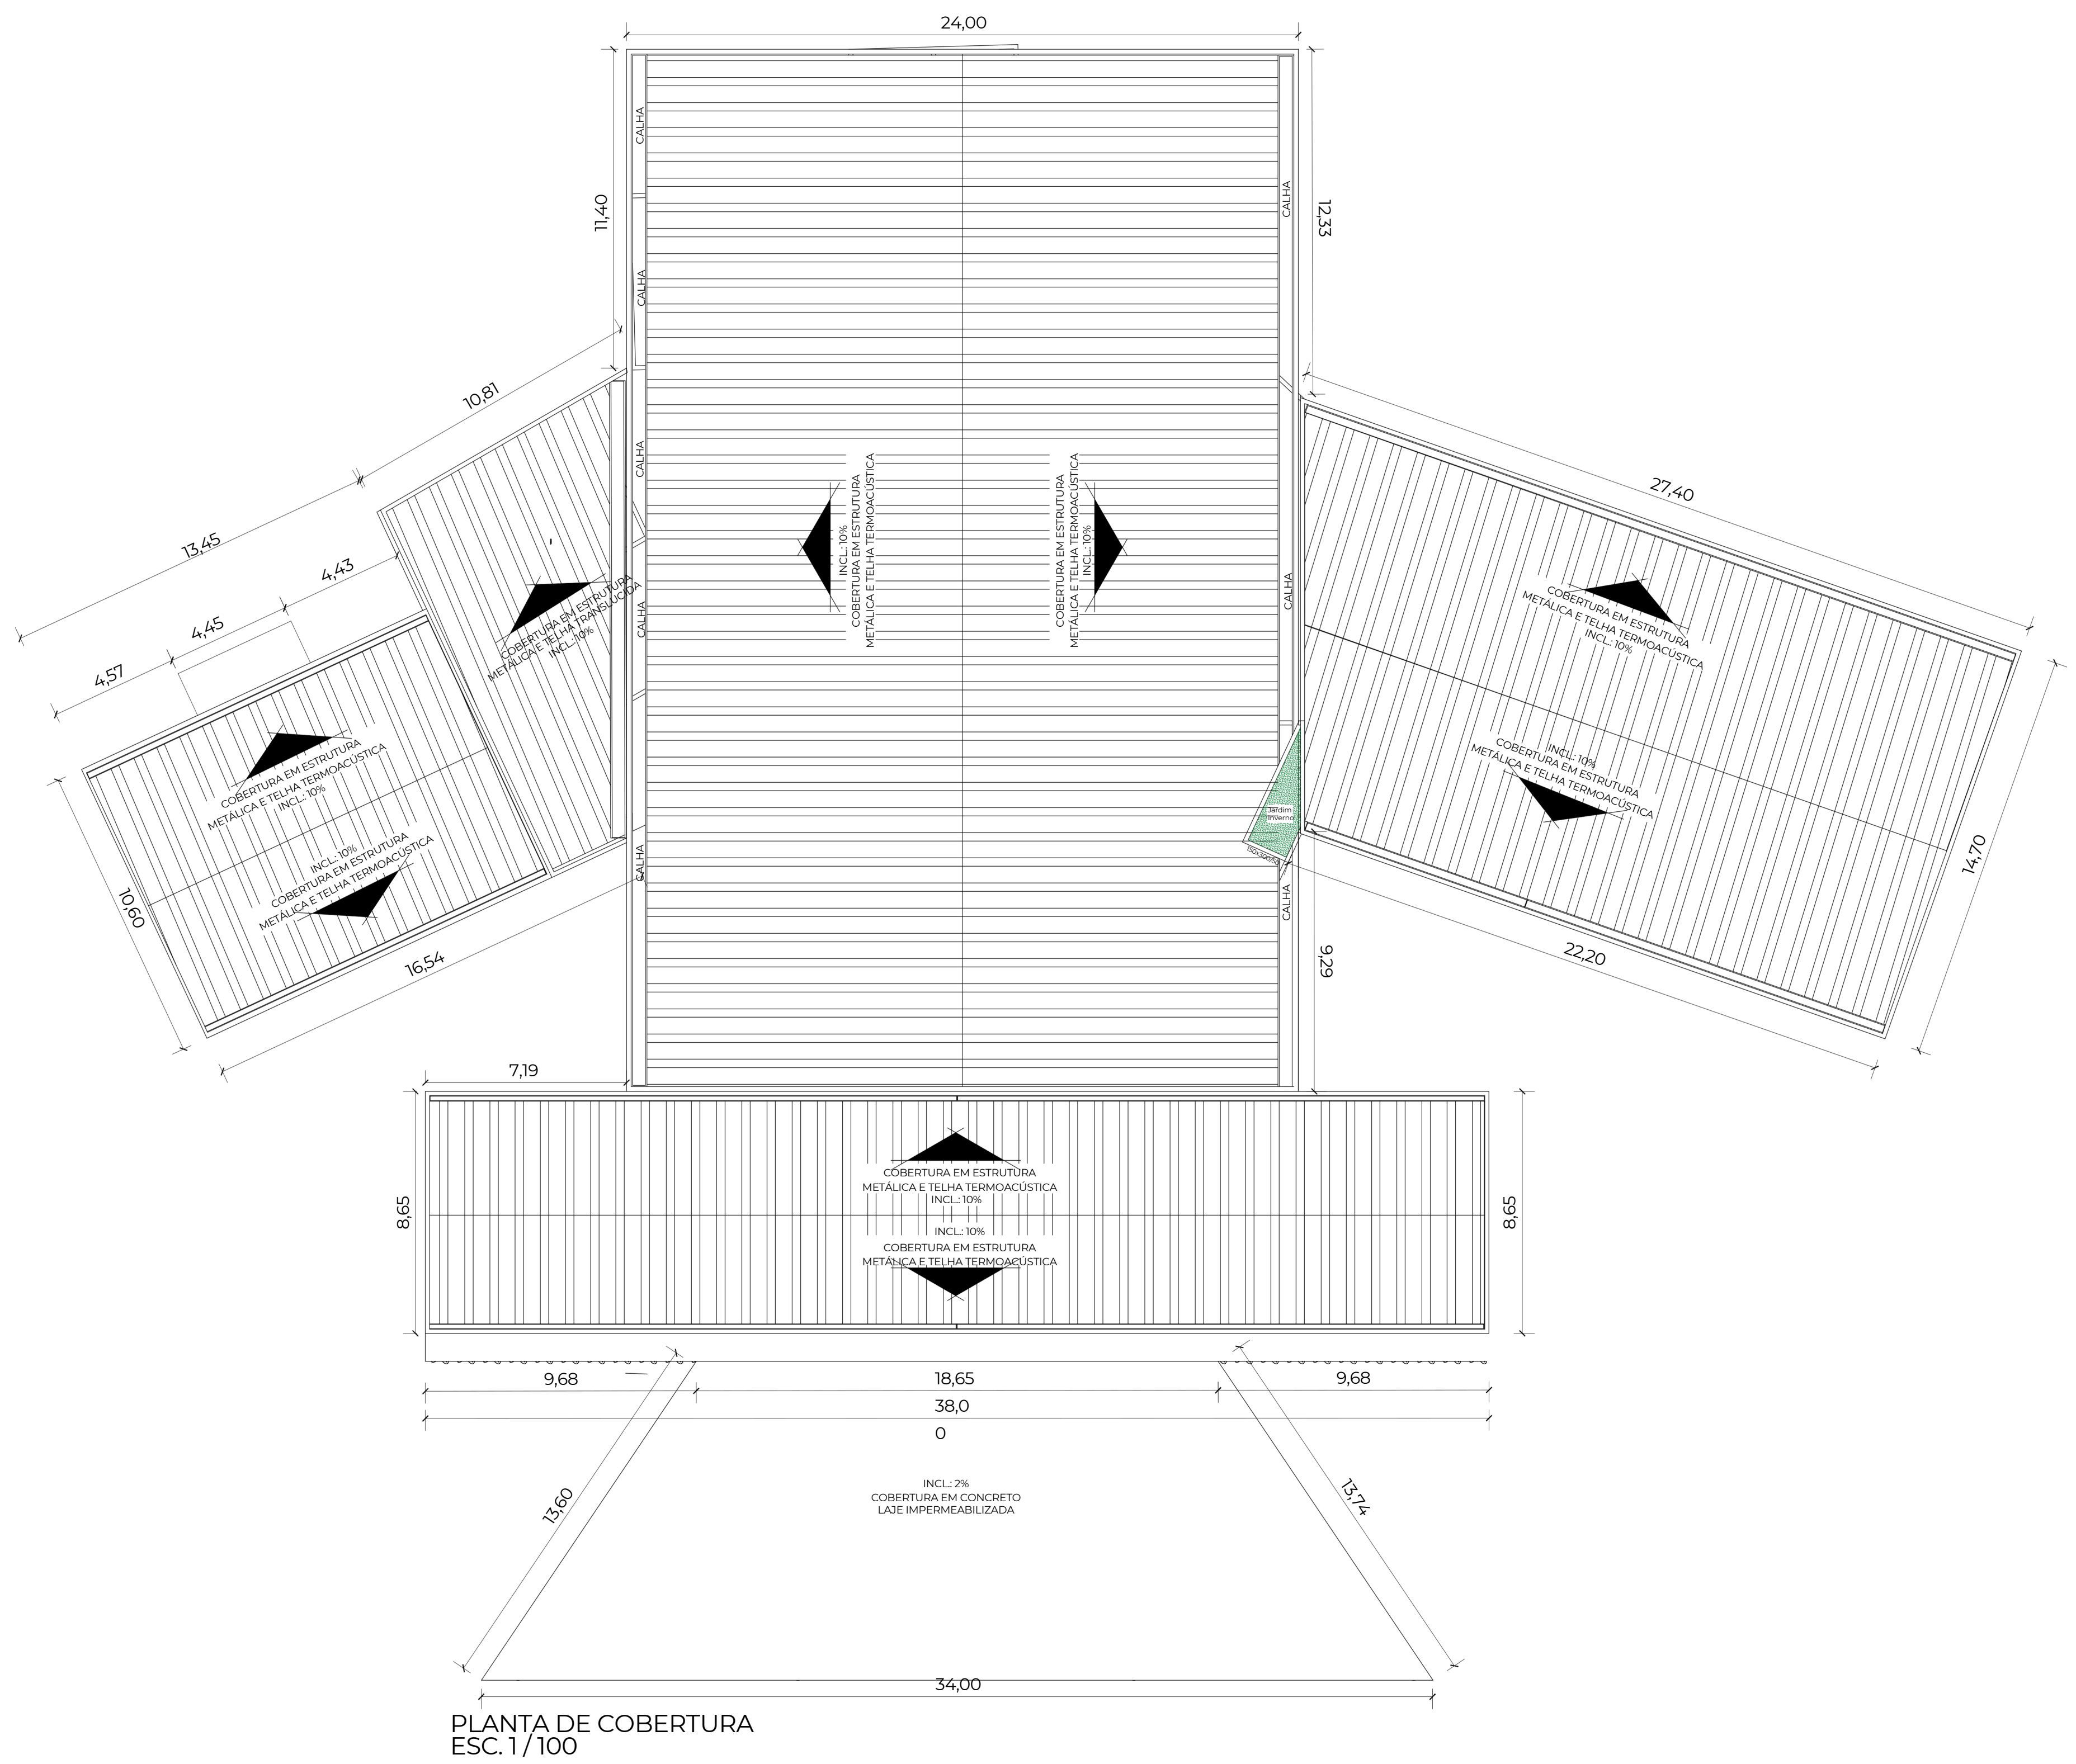 24,00
CALHA
11,40
CALHA
12,33
CALHA
10,81
CALHA
27,40
13,45
4,43
4,45
4,57
COBERTURA EM ESTRUTURA
METÁLICA E TELHA TRANSLÚCIDA
INCL.: 10%
INCL.: 10%
COBERTURA EM ESTRUTURA
METÁLICA E TELHA TERMOACÚSTICA
COBERTURA EM ESTRUTURA
METÁLICA E TELHA TERMOACÚSTICA
INCL.: 10%
CALHA
CALHA
COBERTURA EM ESTRUTURA
METÁLICA E TELHA TERMOACÚSTICA
INCL.: 10%
COBERTURA EM ESTRUTURA
METÁLICA E TELHA TERMOACÚSTICA
INCL.: 10%
INCL.: 10%
COBERTURA EM ESTRUTURA
METÁLICA E TELHA TERMOACÚSTICA
INCL.: 10%
COBERTURA EM ESTRUTURA
METÁLICA E TELHA TERMOACÚSTICA
Jardim
Inverno
CALHA
CALHA
10,60
14,70
16,54
9,29
22,20
7,19
8,65
COBERTURA EM ESTRUTURA
METÁLICA E TELHA TERMOACÚSTICA
INCL.: 10%
INCL.: 10%
COBERTURA EM ESTRUTURA
METÁLICA E TELHA TERMOACÚSTICA
8,65
9,68
18,65
9,68
38,0
0
13,60
INCL.: 2%
COBERTURA EM CONCRETO
LAJE IMPERMEABILIZADA
13,74
34,00
PLANTA DE COBERTURA
ESC. 1 / 100